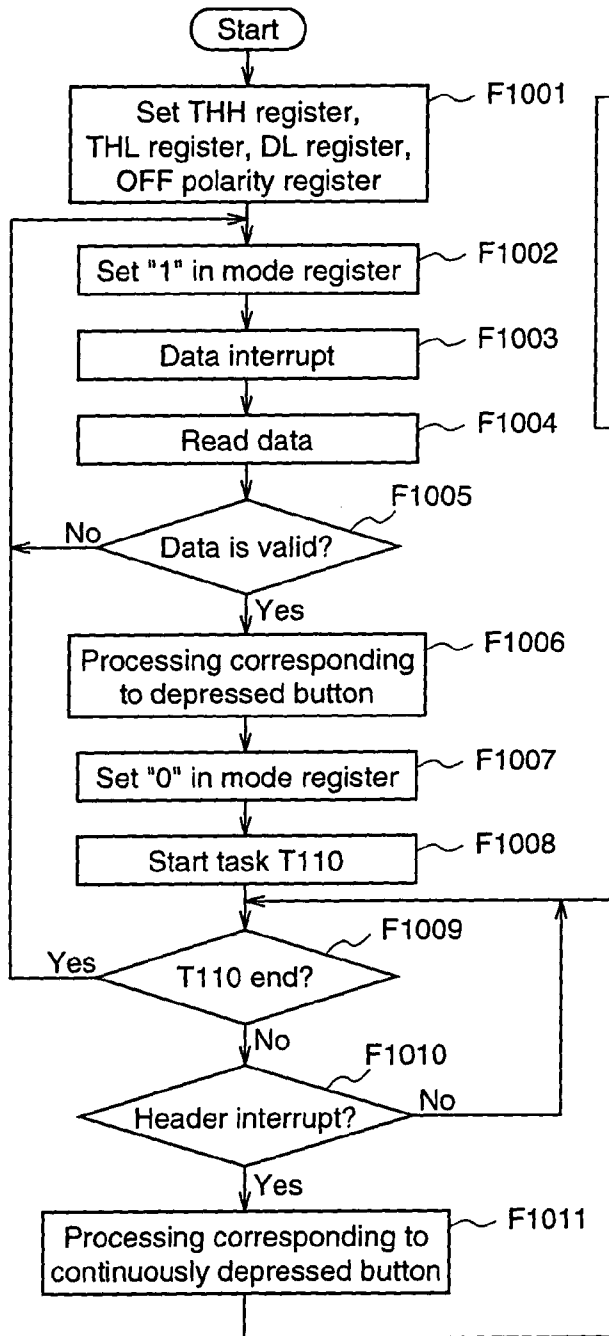 Start
F1001
Set THH register,
THL register, DL register,
OFF polarity register
F1002
Set "1" in mode register
F1003
Data interrupt
F1004
Read data
F1005
No
Data is valid?
Yes
F1006
Processing corresponding
to depressed button
F1007
Set "0" in mode register
F1008
Start task T110
F1009
Yes
T110 end?
No
F1010
Header interrupt?
No
Yes
F1011
Processing corresponding to
continuously depressed button